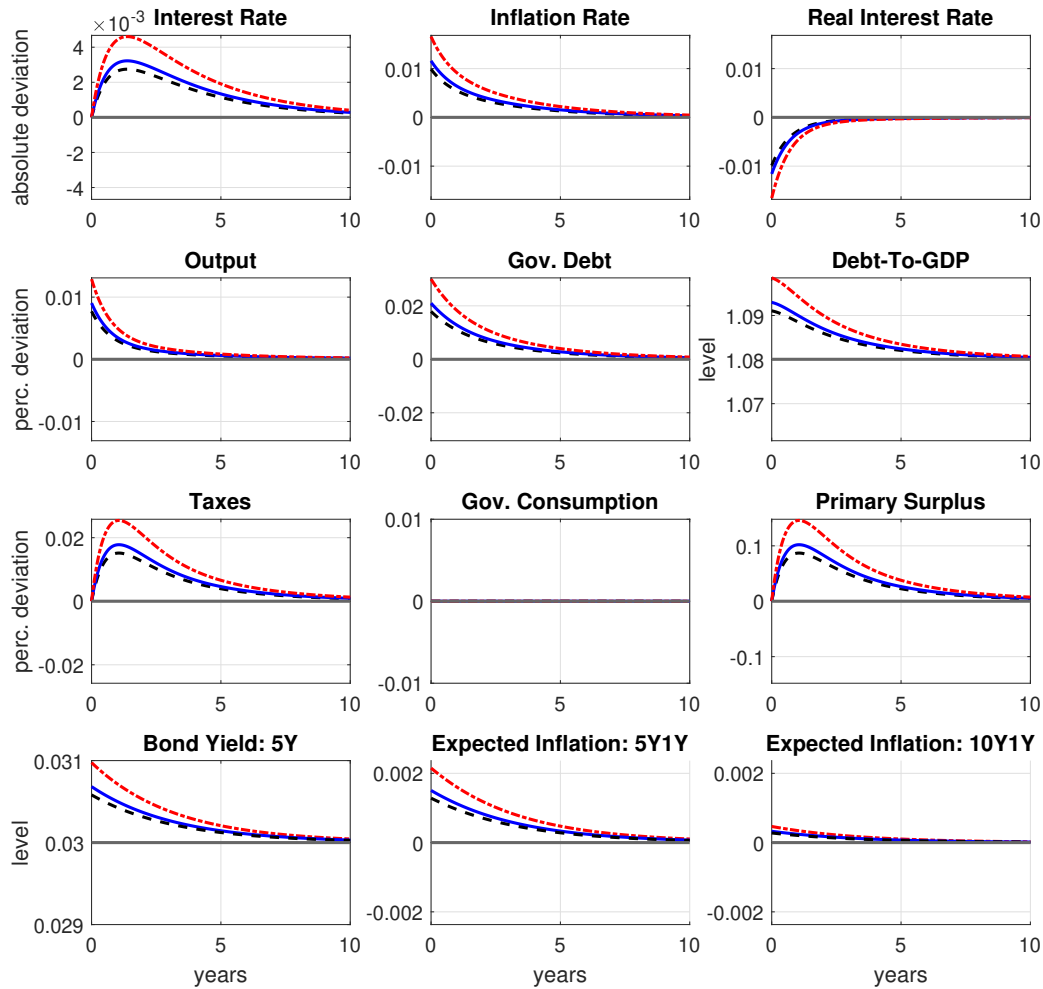 Interest Rate
×10⁻³
absolute deviation
4
2
0
-2
-4
0 5 10
Inflation Rate
0.01
0
-0.01
0 5 10
Real Interest Rate
0.01
0
-0.01
0 5 10
Output
perc. deviation
0.01
0
-0.01
0 5 10
Gov. Debt
0.02
0
-0.02
0 5 10
Debt-To-GDP
level
1.09
1.08
1.07
0 5 10
Taxes
perc. deviation
0.02
0
-0.02
0 5 10
Gov. Consumption
0.01
0
-0.01
0 5 10
Primary Surplus
0.1
0
-0.1
0 5 10
Bond Yield: 5Y
level
0.031
0.03
0.029
0 5 10
years
Expected Inflation: 5Y1Y
0.002
0
-0.002
0 5 10
years
Expected Inflation: 10Y1Y
0.002
0
-0.002
0 5 10
years